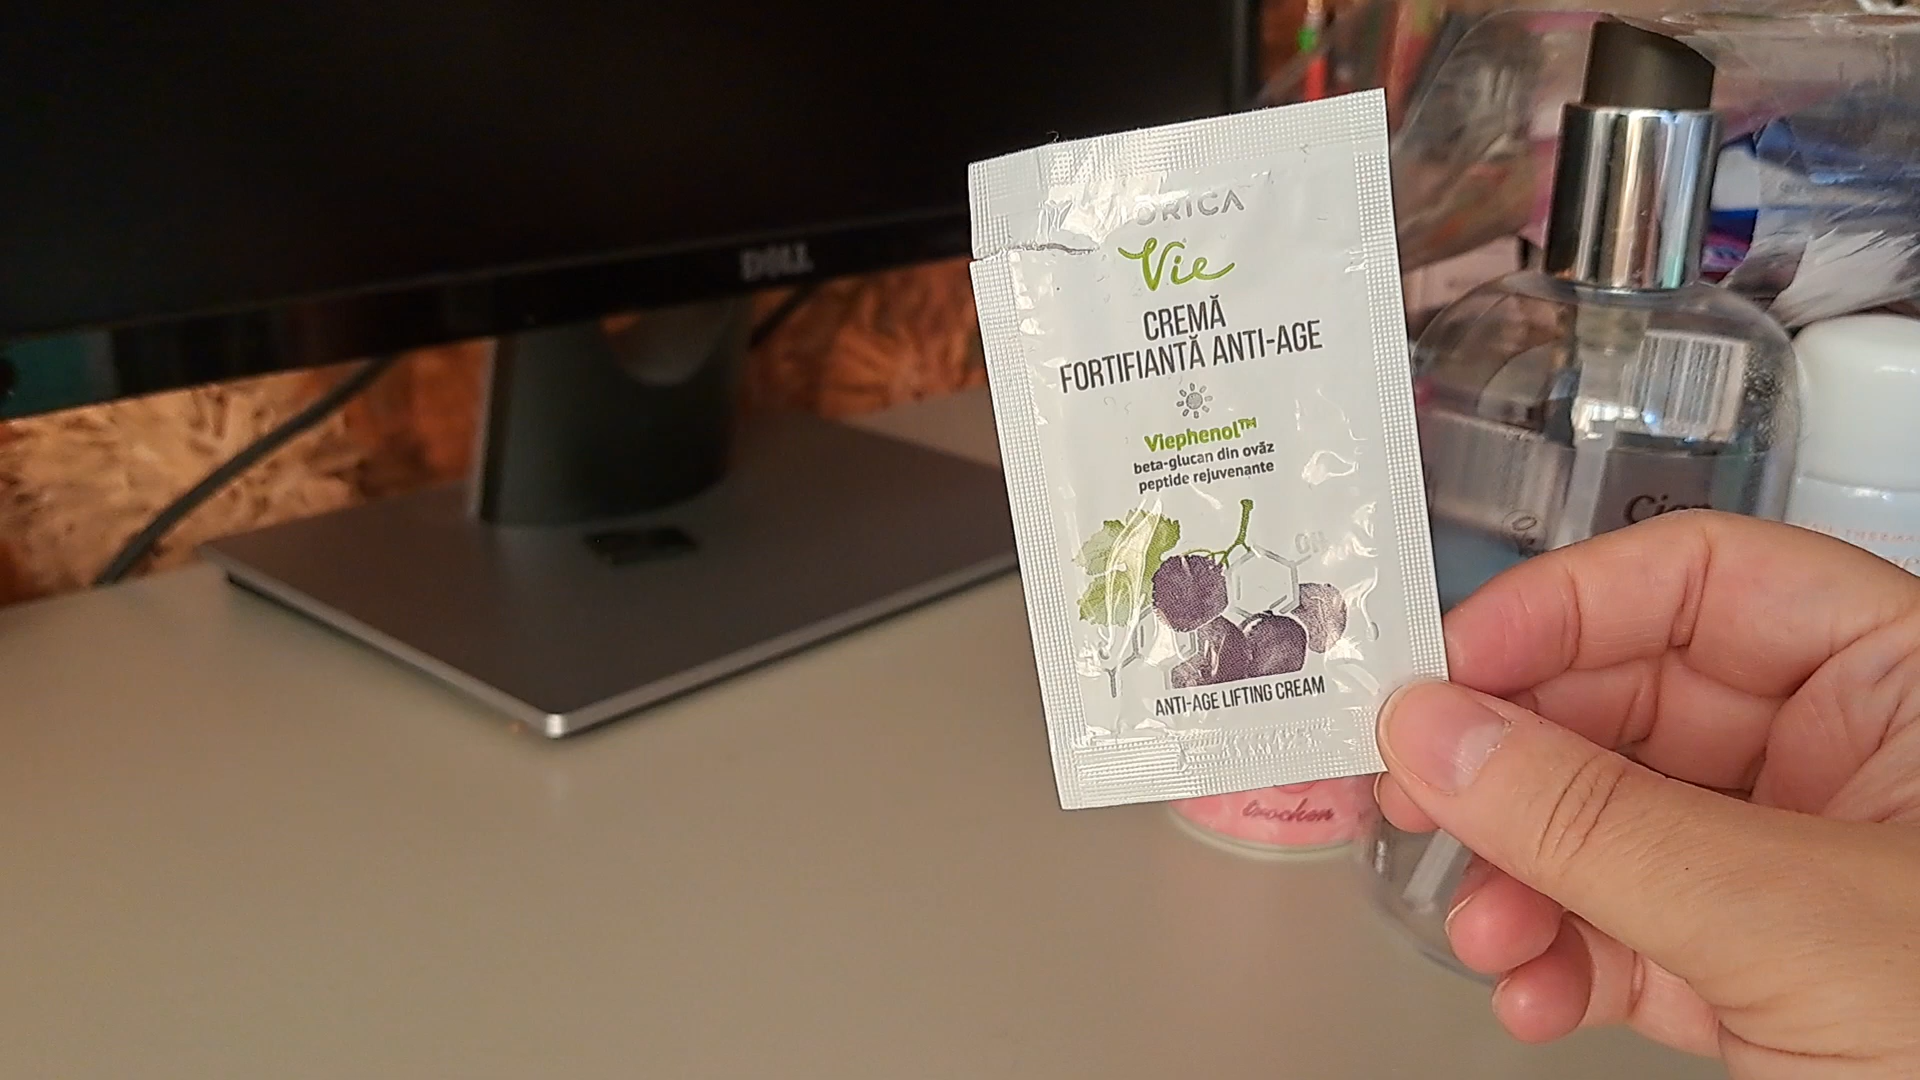 DELL
ORICA
Vie
CREMĂ
FORTIFIANTĂ ANTI-AGE
Viephenol™
beta-glucan din ovăz
peptide rejuvenante
OH
ANTI-AGE LIFTING CREAM
trocken